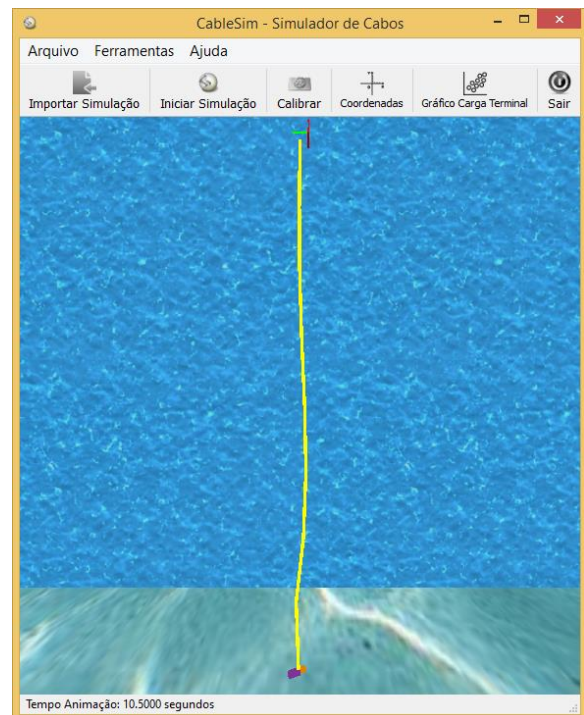 CableSim - Simulador de Cabos
Arquivo Ferramentas Ajuda
Importar Simulação Iniciar Simulação Calibrar Coordenadas Gráfico Carga Terminal Sair
Tempo Animação: 10.5000 segundos